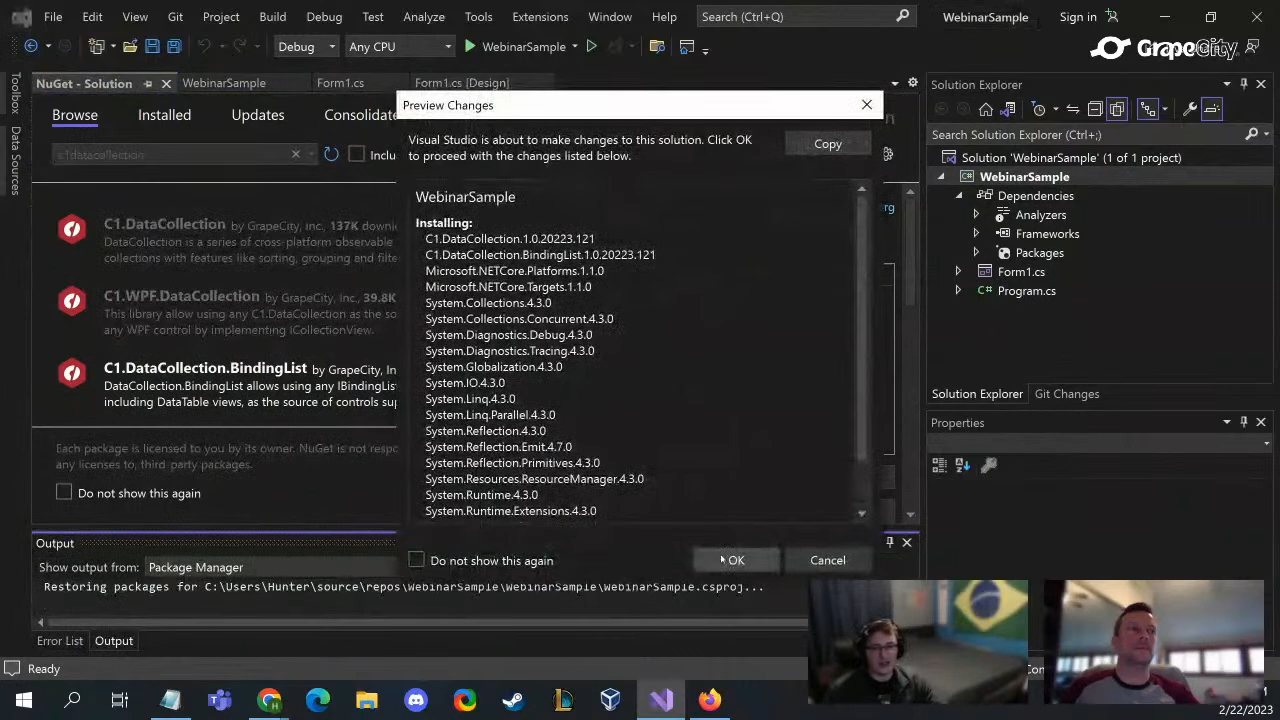 File Edit View Git Project Build Debug Test Analyze Tools Extensions Window Help Search (Ctrl+Q) WebinarSample Sign in
Debug Any CPU WebinarSample GrapeCity
NuGet - Solution WebinarSample Form1.cs Form1.cs [Design]
Toolbox
Data Sources
Browse Installed Updates Consolidate
c1datacollection Inclu
C1.DataCollection by GrapeCity, Inc., 137K downl
DataCollection is a series of cross-platform observable
collections with features like sorting, grouping and filte
C1.WPF.DataCollection by GrapeCity, Inc., 39.8K
This library allow using any C1.DataCollection as the so
any WPF control by implementing ICollectionView.
C1.DataCollection.BindingList by GrapeCity, Inc
DataCollection.BindingList allows using any IBindingList
including DataTable views, as the source of controls sup
Each package is licensed to you by its owner. NuGet is not resp
any licenses to, third-party packages.
Do not show this again
Preview Changes
Visual Studio is about to make changes to this solution. Click OK
to proceed with the changes listed below.
Copy
WebinarSample
Installing:
C1.DataCollection.1.0.20223.121
C1.DataCollection.BindingList.1.0.20223.121
Microsoft.NETCore.Platforms.1.1.0
Microsoft.NETCore.Targets.1.1.0
System.Collections.4.3.0
System.Collections.Concurrent.4.3.0
System.Diagnostics.Debug.4.3.0
System.Diagnostics.Tracing.4.3.0
System.Globalization.4.3.0
System.IO.4.3.0
System.Linq.4.3.0
System.Linq.Parallel.4.3.0
System.Reflection.4.3.0
System.Reflection.Emit.4.7.0
System.Reflection.Primitives.4.3.0
System.Resources.ResourceManager.4.3.0
System.Runtime.4.3.0
System.Runtime.Extensions.4.3.0
Do not show this again OK Cancel
n
rg
Solution Explorer
Search Solution Explorer (Ctrl+;)
Solution 'WebinarSample' (1 of 1 project)
WebinarSample
Dependencies
Analyzers
Frameworks
Packages
Form1.cs
Program.cs
Solution Explorer Git Changes
Properties
Output
Show output from: Package Manager
Restoring packages for C:\Users\Hunter\source\repos\WebinarSample\WebinarSample\WebinarSample.csproj...
Error List Output
Ready
M
2/22/2023